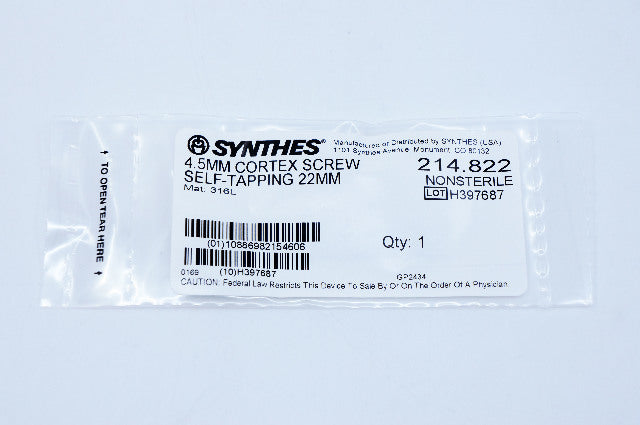 SYNTHES®
Manufactured or Distributed by SYNTHES (USA)
1101 Synthes Avenue, Monument, CO 80132
4.5MM CORTEX SCREW
SELF-TAPPING 22MM
Mat. 316L
214.822
NONSTERILE
LOT H397687
(01)10886982154606
Qty: 1
0169 (10)H397687
GP2434
CAUTION: Federal Law Restricts This Device To Sale By Or On The Order Of A Physician.
↑ TO OPEN TEAR HERE ↑